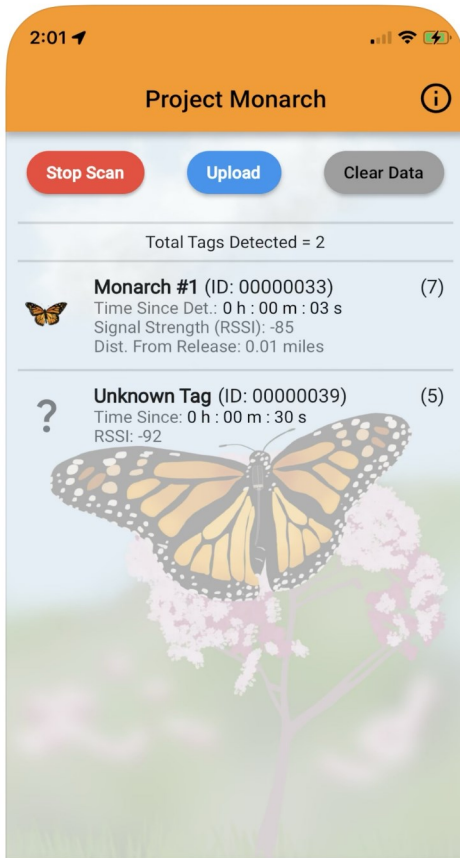 2:01
Project Monarch
Stop Scan
Upload
Clear Data
Total Tags Detected = 2
Monarch #1 (ID: 00000033) (7)
Time Since Det.: 0 h : 00 m : 03 s
Signal Strength (RSSI): -85
Dist. From Release: 0.01 miles
? Unknown Tag (ID: 00000039) (5)
Time Since: 0 h : 00 m : 30 s
RSSI: -92